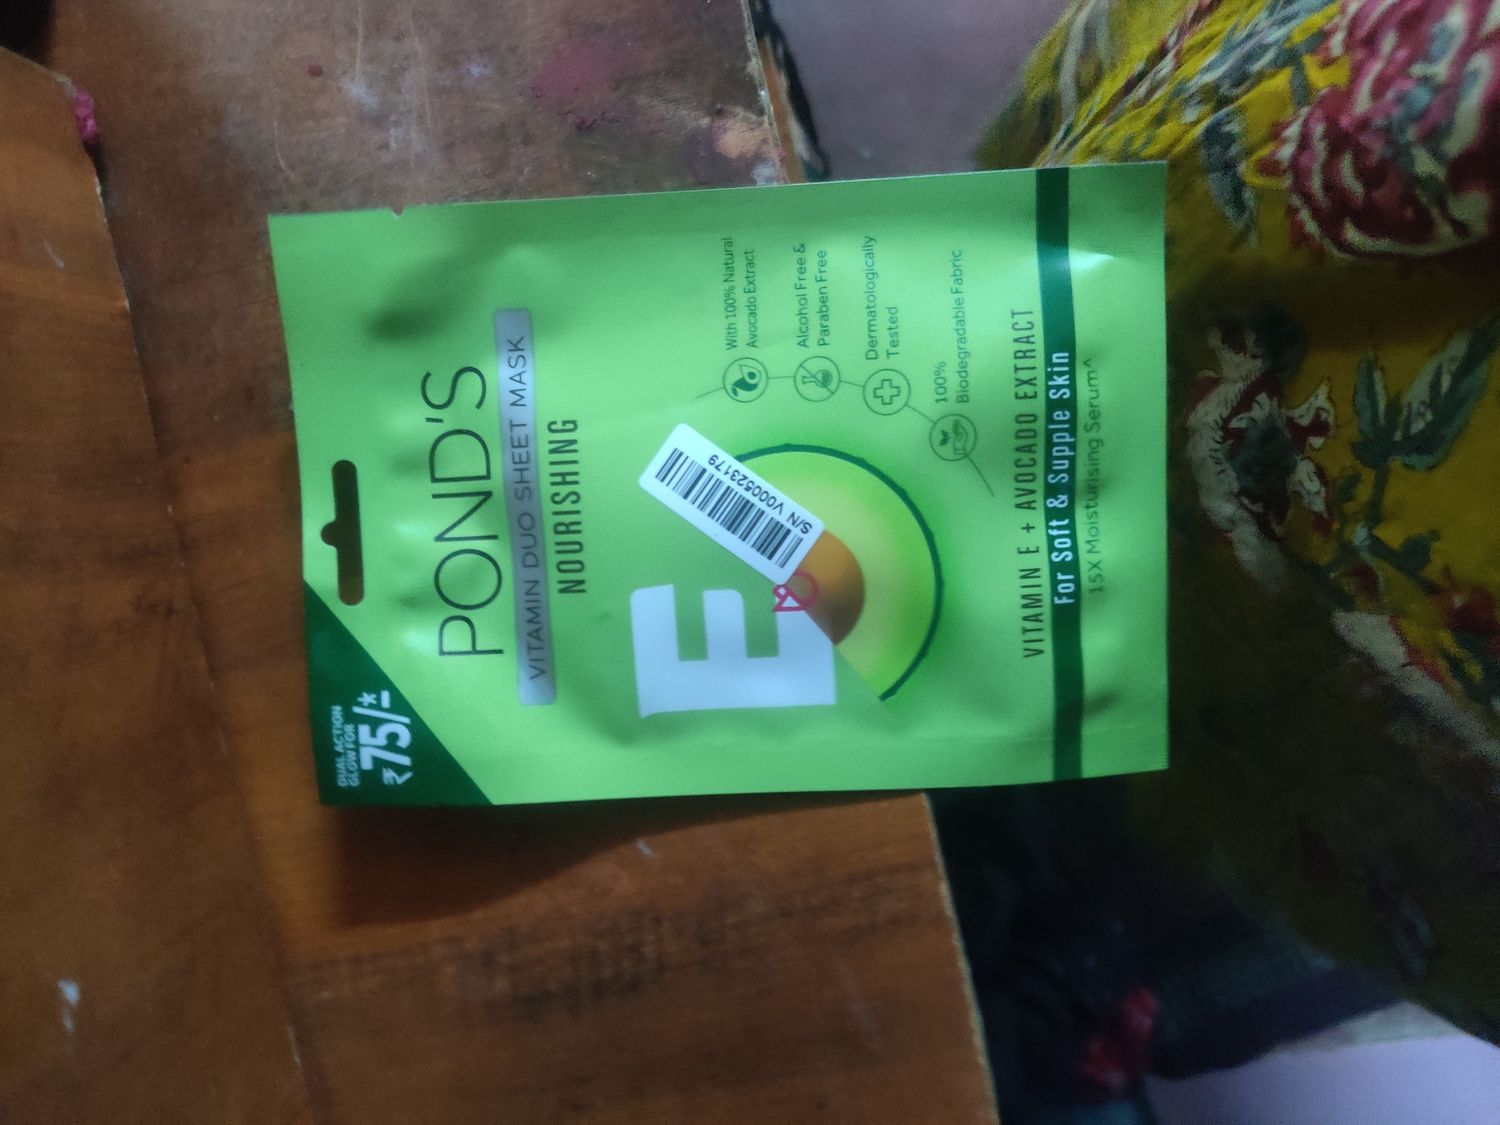 DUAL ACTION
GLOW FOR
₹75/-*
POND'S
VITAMIN DUO SHEET MASK
NOURISHING
E
S/N V000523179
With 100% Natural
Avocado Extract
Alcohol Free &
Paraben Free
Dermatologically
Tested
100%
Biodegradable Fabric
VITAMIN E + AVOCADO EXTRACT
For Soft & Supple Skin
15X Moisturising Serum^